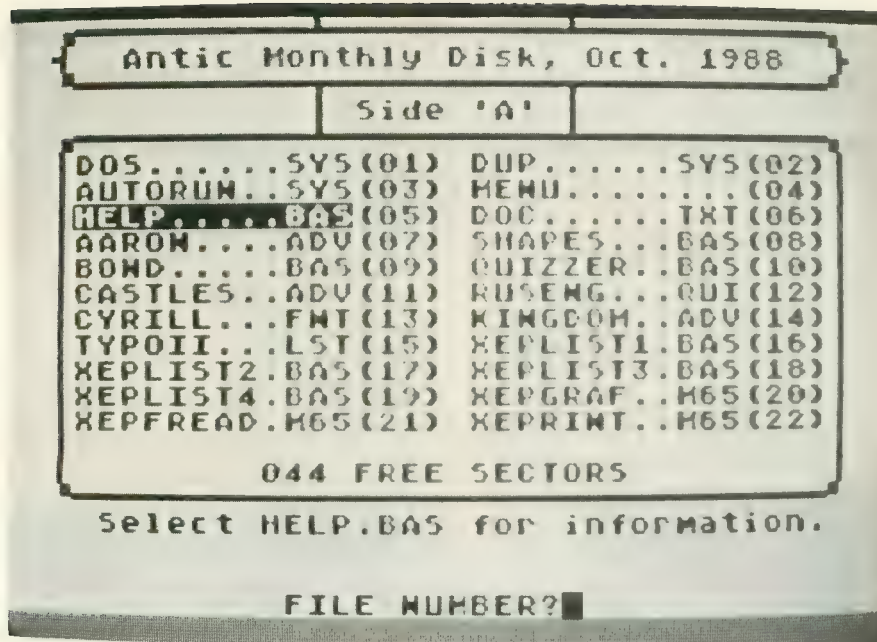 Antic Monthly Disk, Oct. 1988
Side 'A'
DOS......SYS(01) DUP......SYS(02)
AUTORUN..SYS(03) MENU........(04)
HELP.....BAS(05) DOC......TXT(06)
AARON....ADV(07) SHAPES...BAS(08)
BOND.....BAS(09) QUIZZER..BAS(10)
CASTLES..ADV(11) RUSENG...QUI(12)
CYRILL...FNT(13) KINGDOM..ADV(14)
TYPOII...LST(15) XEPLIST1.BAS(16)
XEPLIST2.BAS(17) XEPLIST3.BAS(18)
XEPLIST4.BAS(19) XEPGRAF..M65(20)
XEPFREAD.M65(21) XEPRINT..M65(22)
044 FREE SECTORS
Select HELP.BAS for information.
FILE NUMBER?